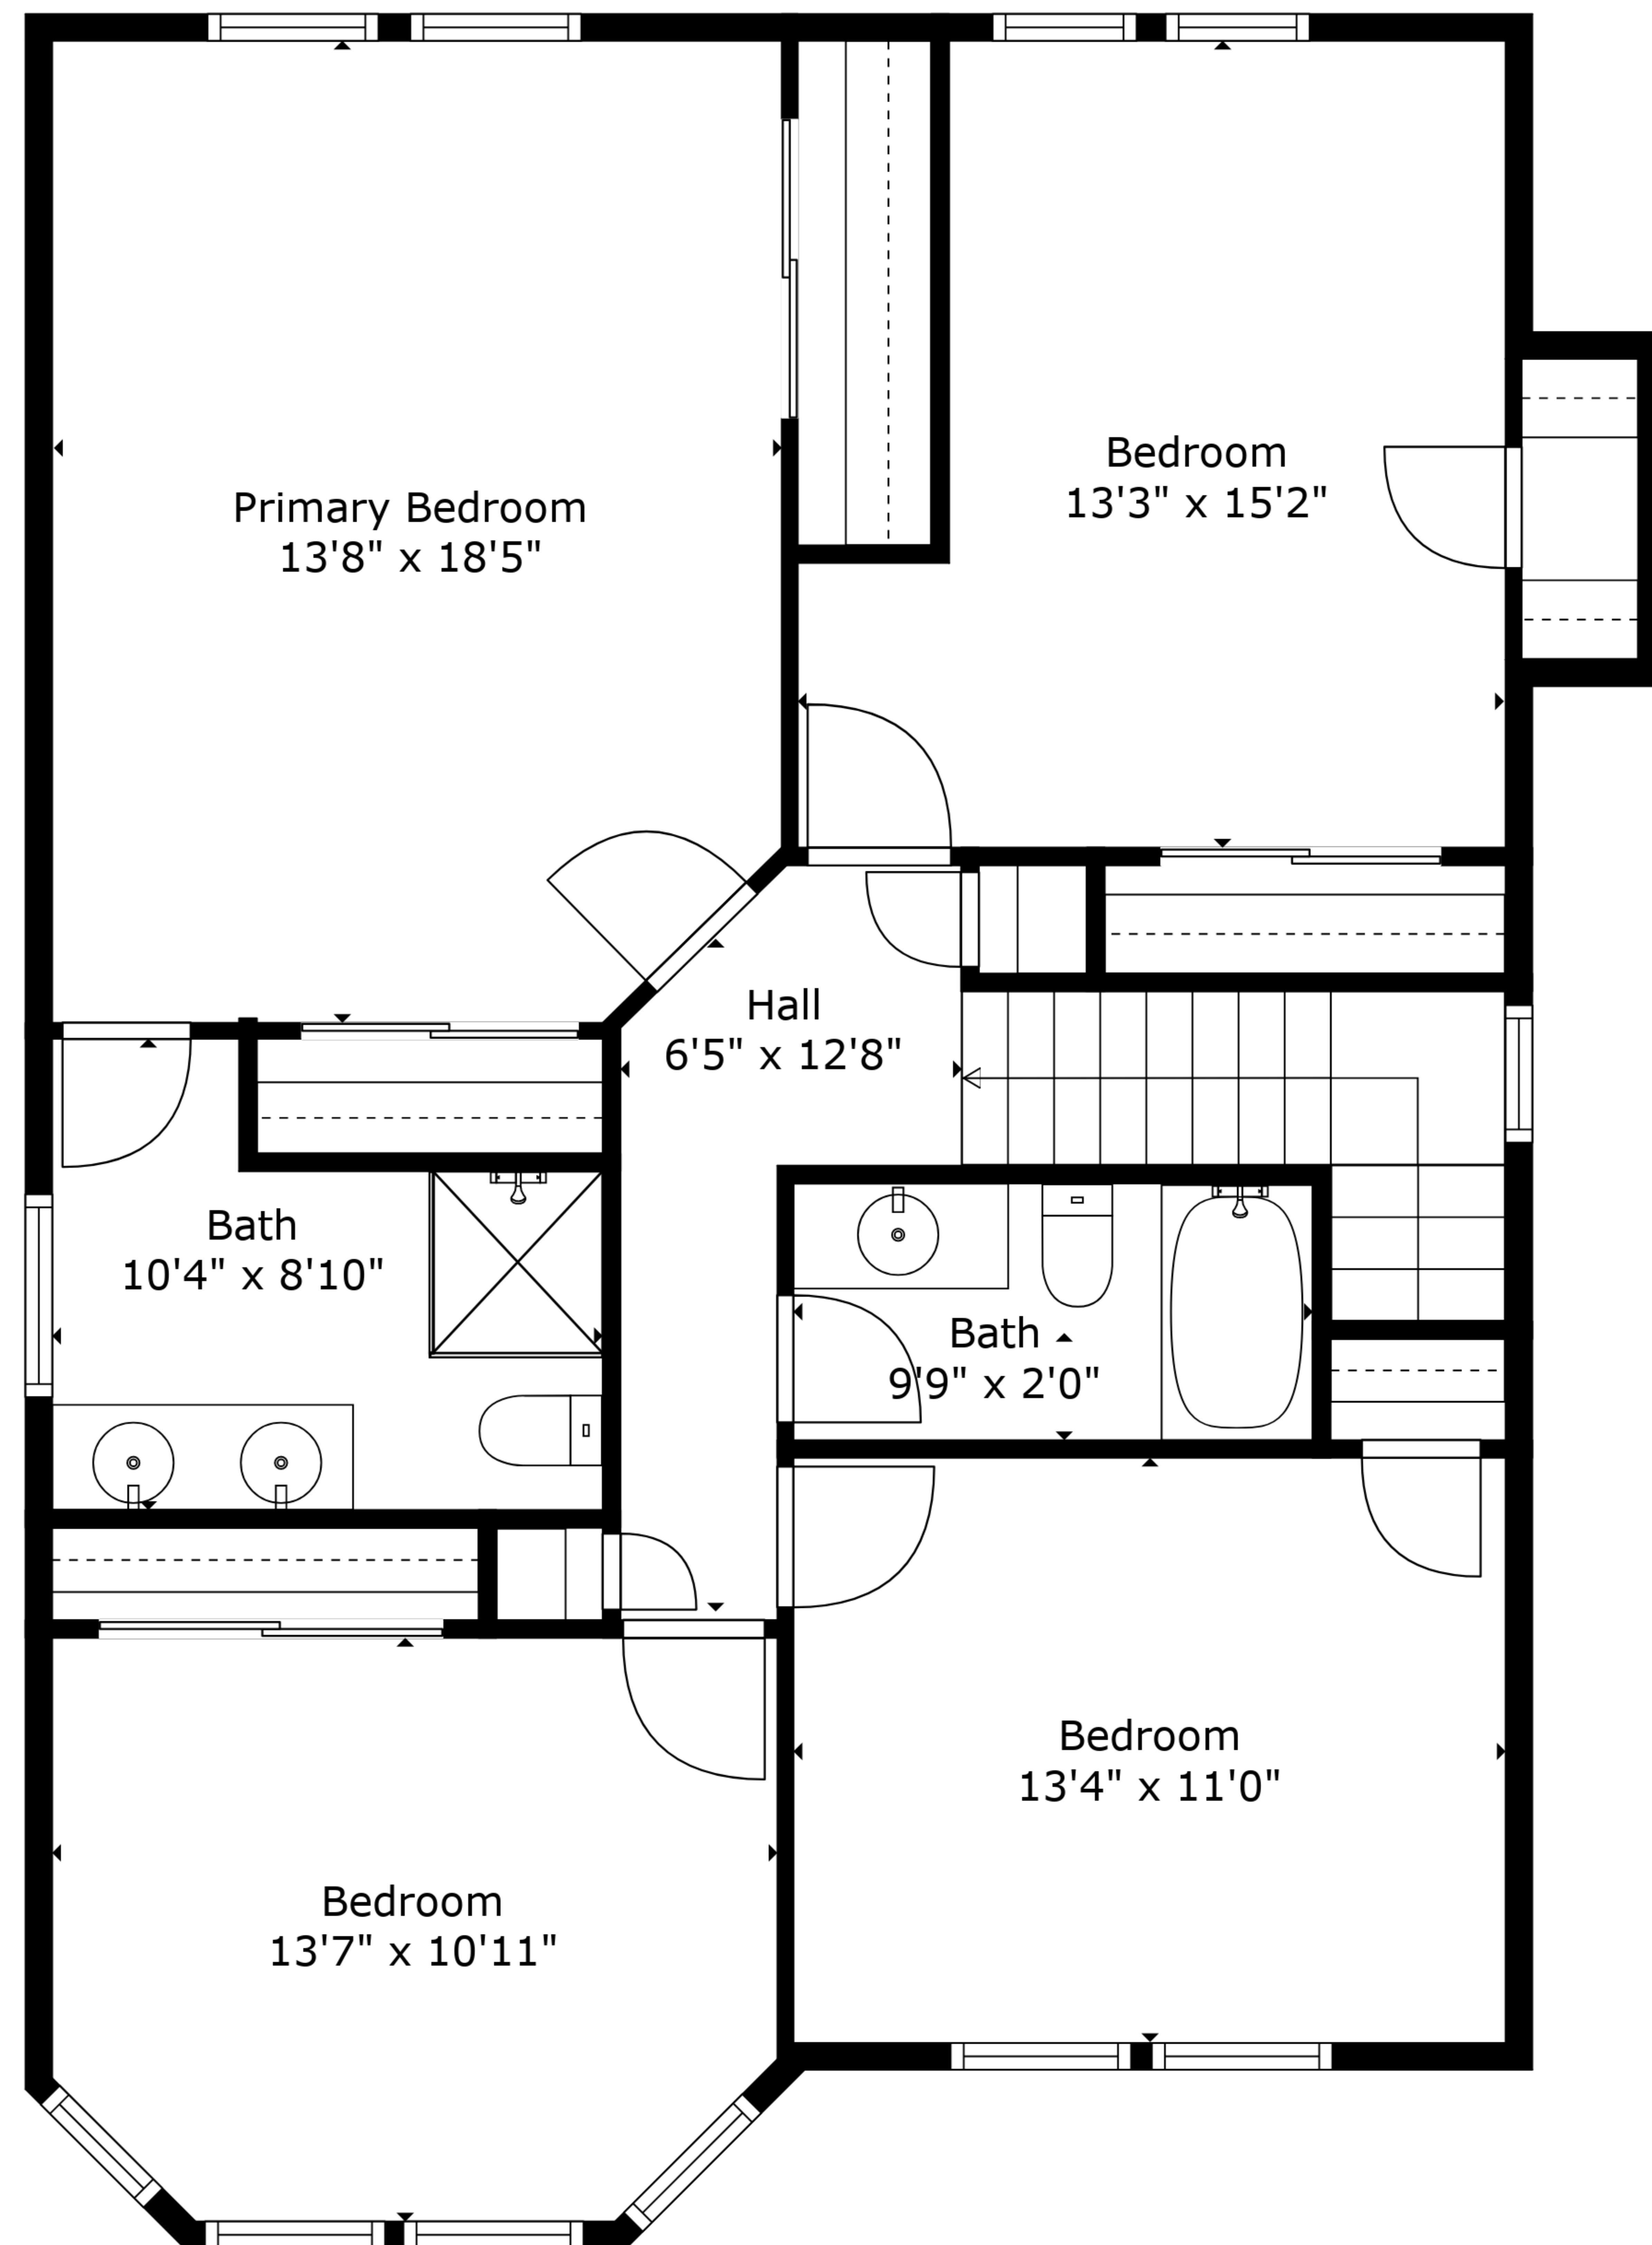 Primary Bedroom
13'8" x 18'5"
Bedroom
13'3" x 15'2"
Hall
6'5" x 12'8"
Bath
10'4" x 8'10"
Bath
9'9" x 2'0"
Bedroom
13'4" x 11'0"
Bedroom
13'7" x 10'11"